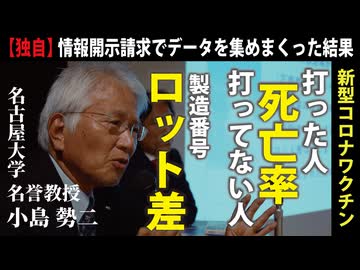 【独自】情報開示請求でデータを集めまくった結果
新型コロナワクチン
打った人
死亡率
打ってない人
製造番号
ロット差
名古屋大学
名誉教授
小島 勢二